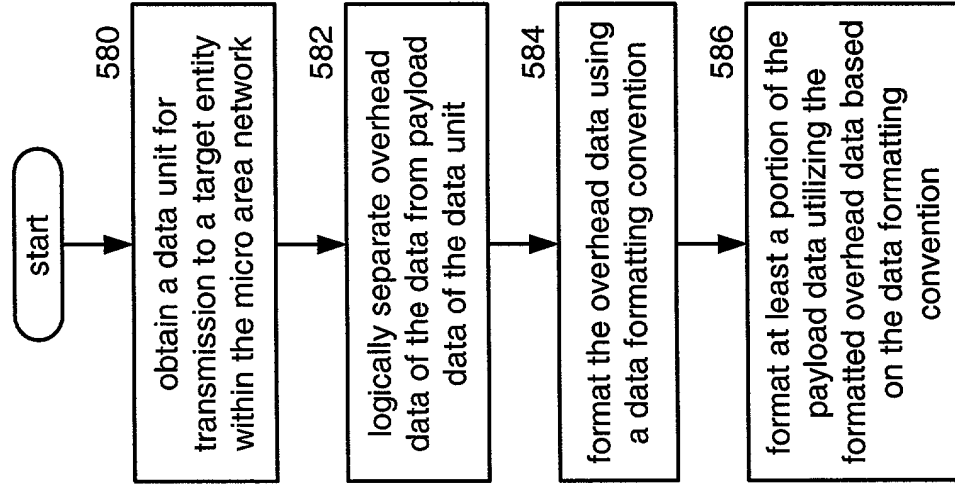 start
580
obtain a data unit for
transmission to a target entity
within the micro area network
582
logically separate overhead
data of the data from payload
data of the data unit
584
format the overhead data using
a data formatting convention
586
format at least a portion of the
payload data utilizing the
formatted overhead data based
on the data formatting
convention